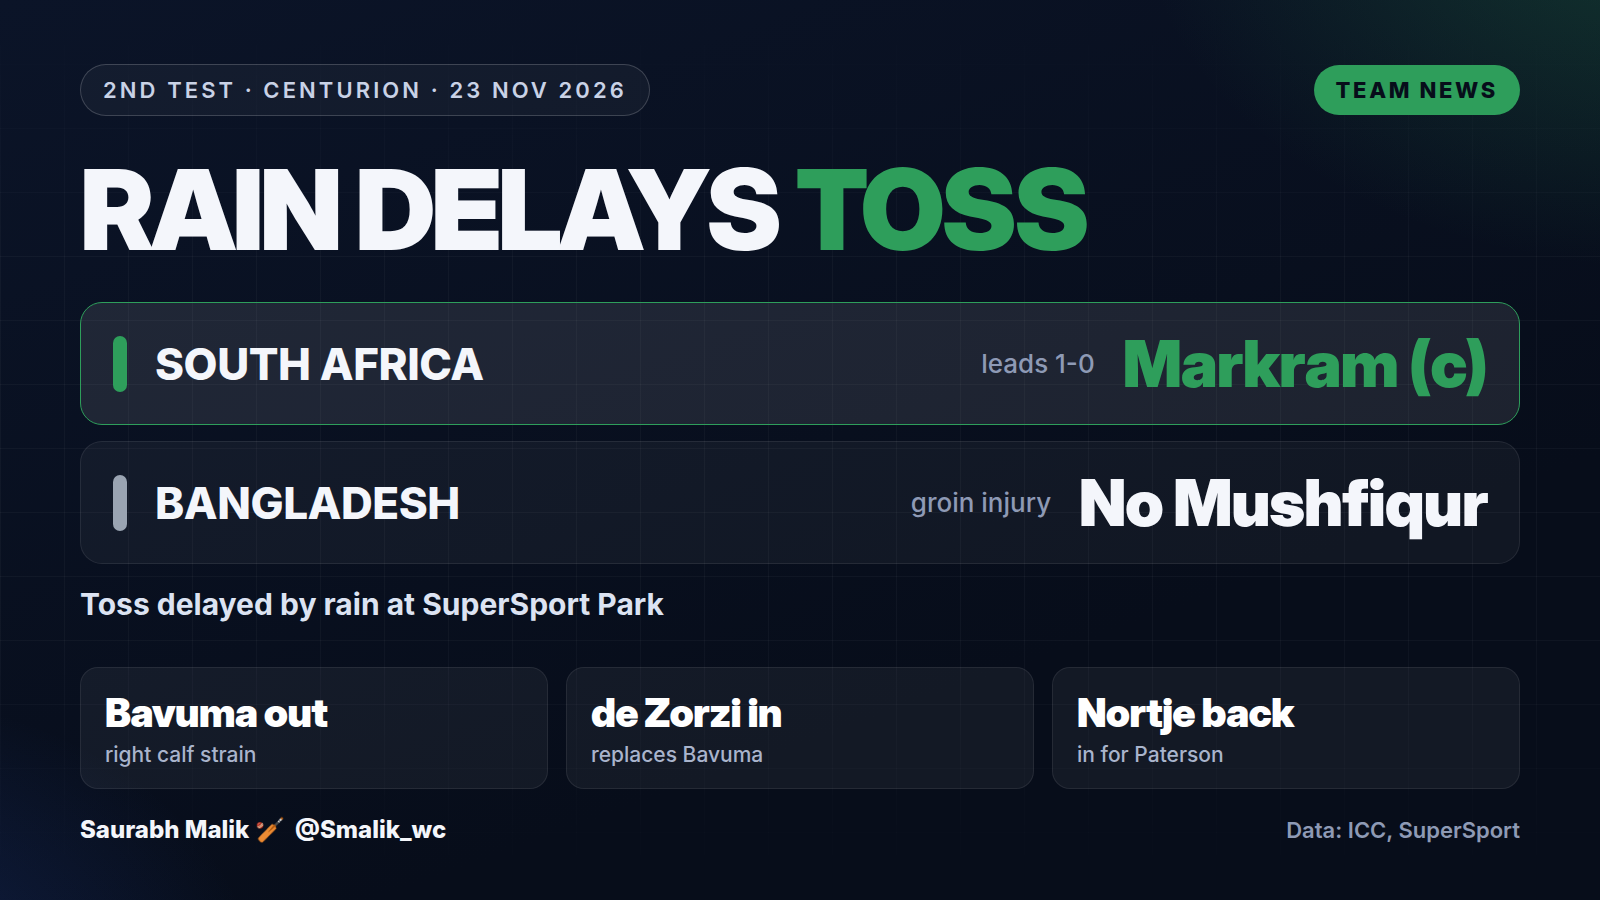 2ND TEST · CENTURION · 23 NOV 2026
TEAM NEWS
RAIN DELAYS TOSS
SOUTH AFRICA leads 1-0 Markram (c)
BANGLADESH groin injury No Mushfiqur
Toss delayed by rain at SuperSport Park
Bavuma out
right calf strain
de Zorzi in
replaces Bavuma
Nortje back
in for Paterson
Saurabh Malik 🏏 @Smalik_wc
Data: ICC, SuperSport